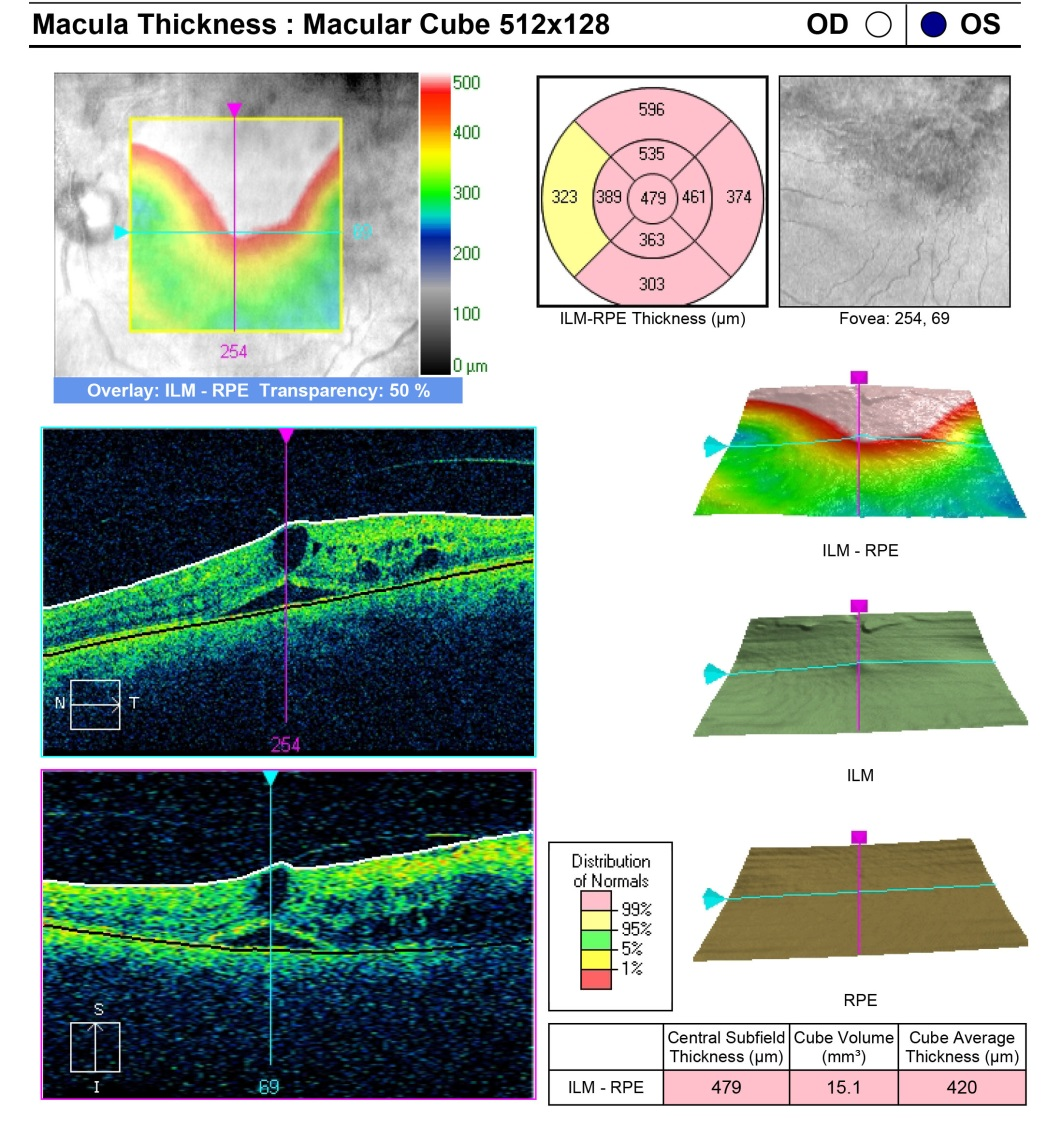 Macula Thickness : Macular Cube 512x128
OD OS
500
400
300
200
100
0 µm
254
Overlay: ILM - RPE Transparency: 50 %
596
535
323 389 479 461 374
363
303
ILM-RPE Thickness (µm)
Fovea: 254, 69
ILM - RPE
N T
254
ILM
S
I
69
Distribution
of Normals
99%
95%
5%
1%
RPE
Central Subfield
Thickness (µm)
Cube Volume
(mm³)
Cube Average
Thickness (µm)
ILM - RPE 479 15.1 420